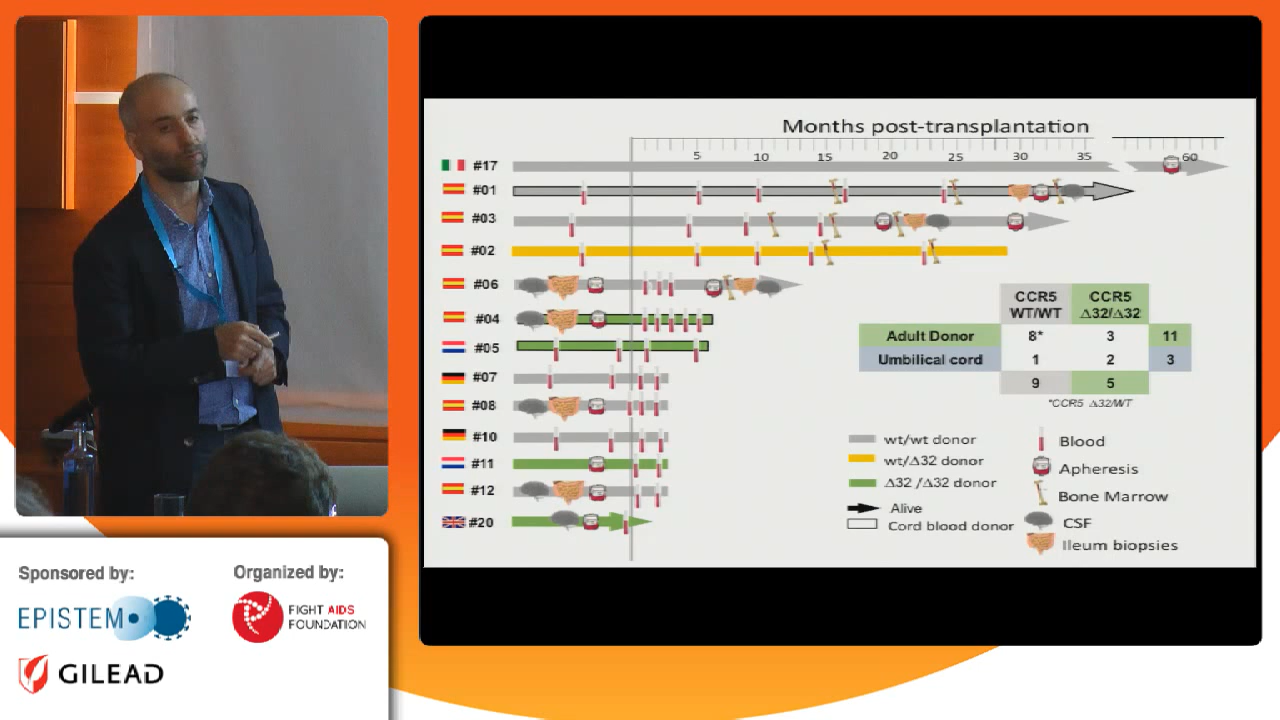 Months post-transplantation
5 10 15 20 25 30 35 60
#17
#01
#03
#02
#06
#04
#05
#07
#08
#10
#11
#12
#20
CCR5 WT/WT
CCR5 Δ32/Δ32
Adult Donor 8* 3 11
Umbilical cord 1 2 3
9 5
*CCR5 Δ32/WT
wt/wt donor
wt/Δ32 donor
Δ32 /Δ32 donor
Alive
Cord blood donor
Blood
Apheresis
Bone Marrow
CSF
Ileum biopsies
Sponsored by:
EPISTEM
GILEAD
Organized by:
FIGHT AIDS
FOUNDATION